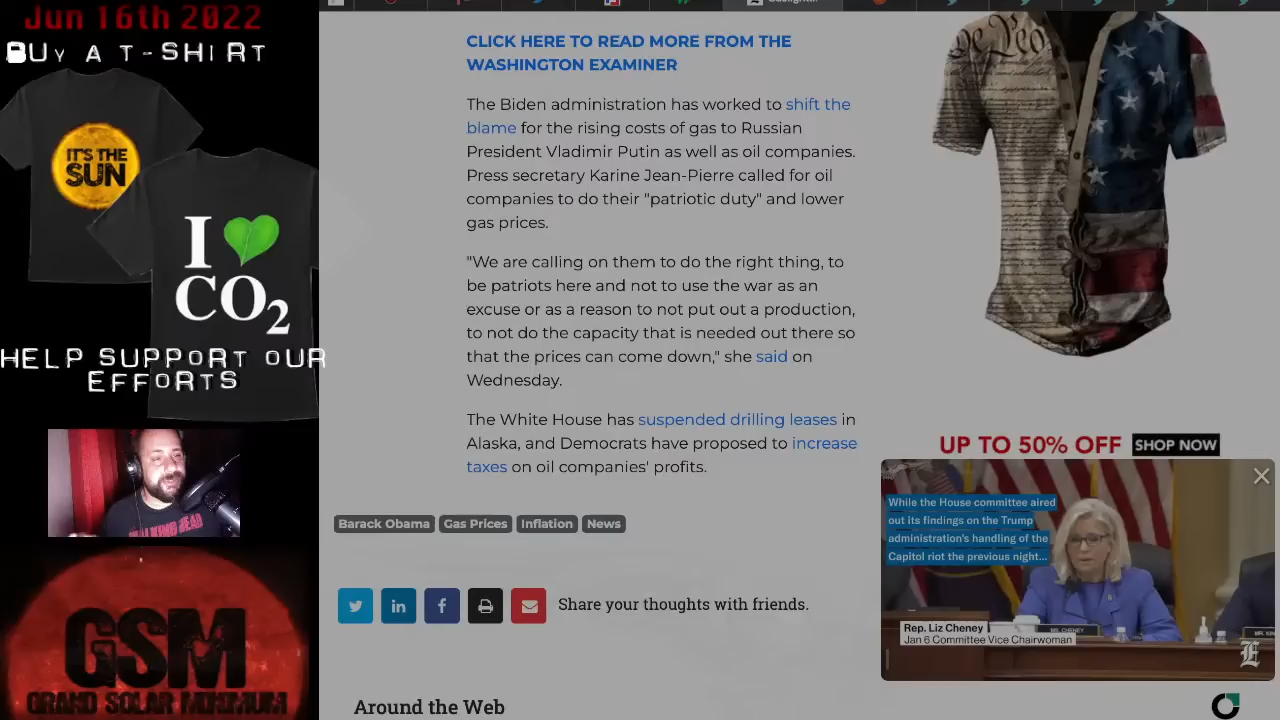 Jun 16th 2022
BUY A T-SHIRT
IT'S THE
SUN
I
CO2
HELP SUPPORT OUR
EFFORTS
WALKING DEAD
GSM
GRAND SOLAR MINIMUM
CLICK HERE TO READ MORE FROM THE
WASHINGTON EXAMINER
The Biden administration has worked to shift the
blame for the rising costs of gas to Russian
President Vladimir Putin as well as oil companies.
Press secretary Karine Jean-Pierre called for oil
companies to do their "patriotic duty" and lower
gas prices.
"We are calling on them to do the right thing, to
be patriots here and not to use the war as an
excuse or as a reason to not put out a production,
to not do the capacity that is needed out there so
that the prices can come down," she said on
Wednesday.
The White House has suspended drilling leases in
Alaska, and Democrats have proposed to increase
taxes on oil companies' profits.
Barack Obama Gas Prices Inflation News
Share your thoughts with friends.
Around the Web
UP TO 50% OFF SHOP NOW
While the House committee aired
out its findings on the Trump
administration's handling of the
Capitol riot the previous night...
Rep. Liz Cheney
Jan 6 Committee Vice Chairwoman
MS. CHENEY
E